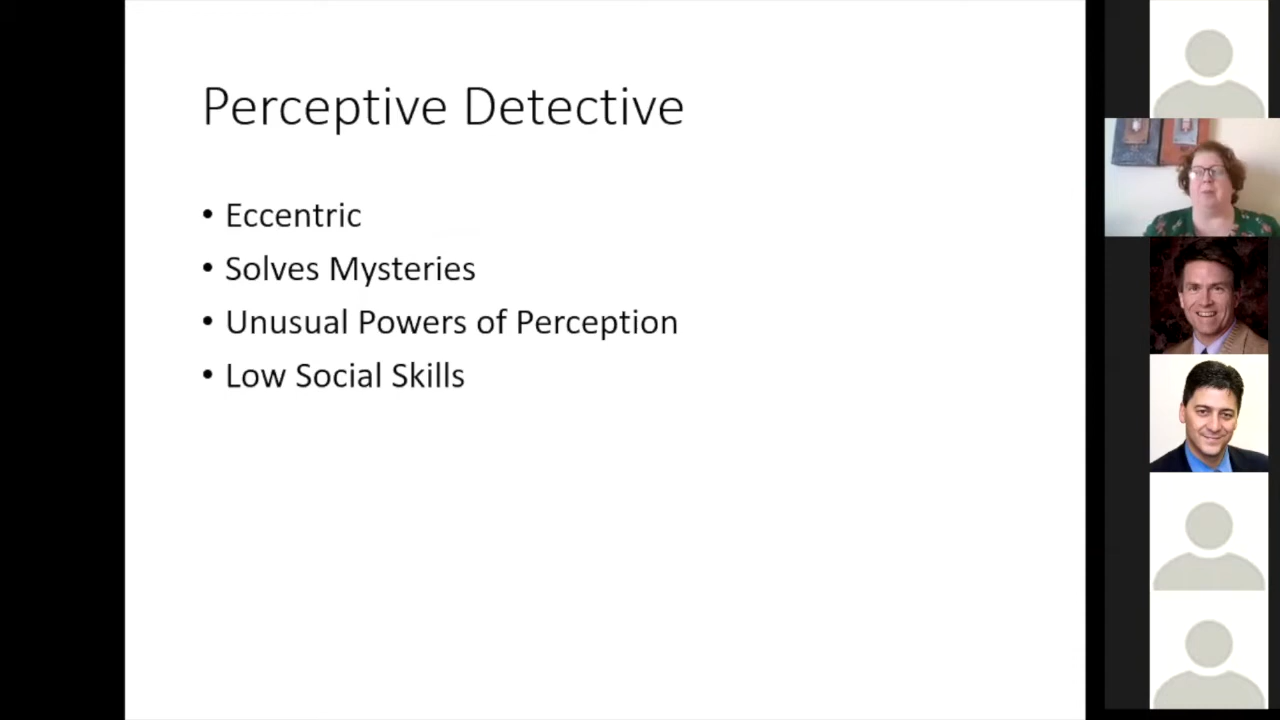 Perceptive Detective
• Eccentric
• Solves Mysteries
• Unusual Powers of Perception
• Low Social Skills